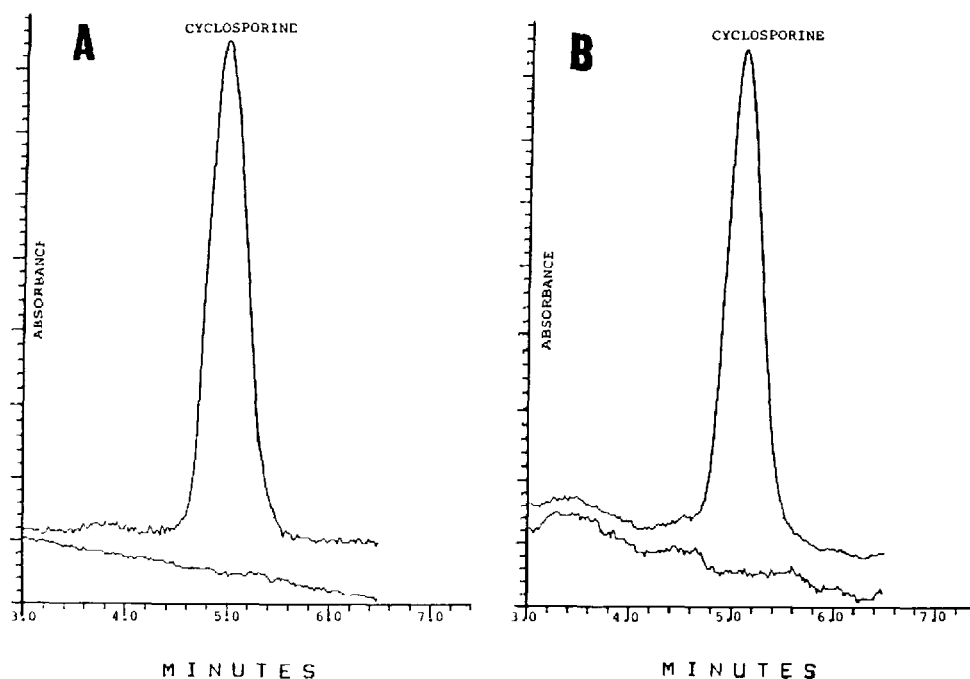 A
CYCLOSPORINE
ABSORBANCE
3.0 4.0 5.0 6.0 7.0
MINUTES
B
CYCLOSPORINE
ABSORBANCE
3.0 4.0 5.0 6.0 7.0
MINUTES